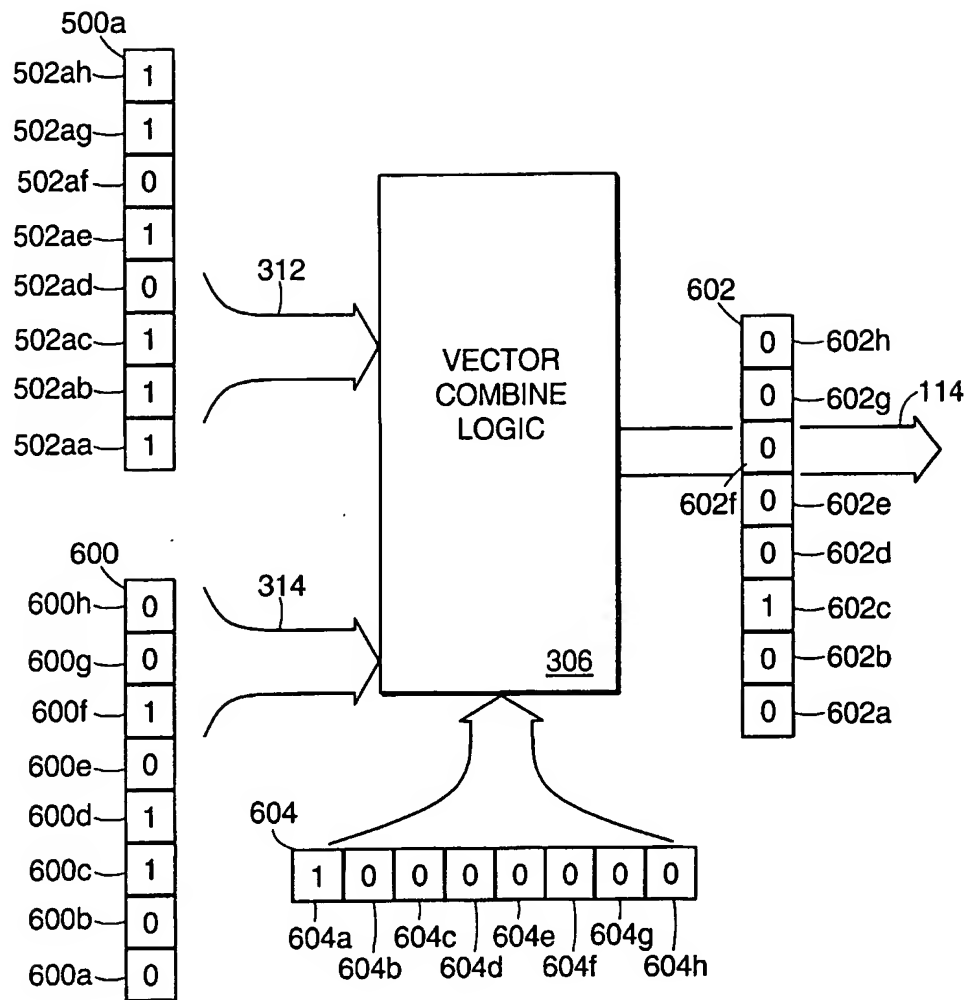 500a
502ah 1
502ag 1
502af 0
502ae 1
502ad 0
502ac 1
502ab 1
502aa 1
312
VECTOR
COMBINE
LOGIC
306
602
0 602h
0 602g
114
0
602f
0 602e
0 602d
1 602c
0 602b
0 602a
600
600h 0
600g 0
600f 1
600e 0
600d 1
600c 1
600b 0
600a 0
314
604
1 0 0 0 0 0 0 0
604a 604c 604e 604g
604b 604d 604f 604h